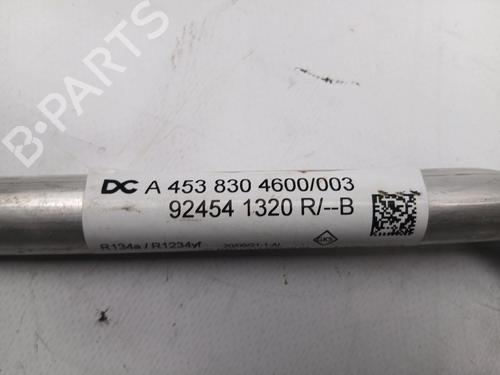 B-PARTS
DC A 453 830 4600/003
92454 1320 R/--B
R134a / R1234yf